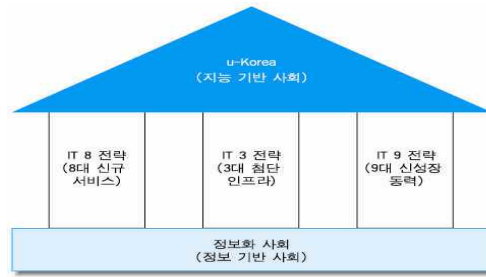 u-Korea
(지능 기반 사회)
IT 8 전략
(8대 신규
서비스)
IT 3 전략
(3대 첨단
인프라)
IT 9 전략
(9대 신성장
동력)
정보화 사회
(정보 기반 사회)